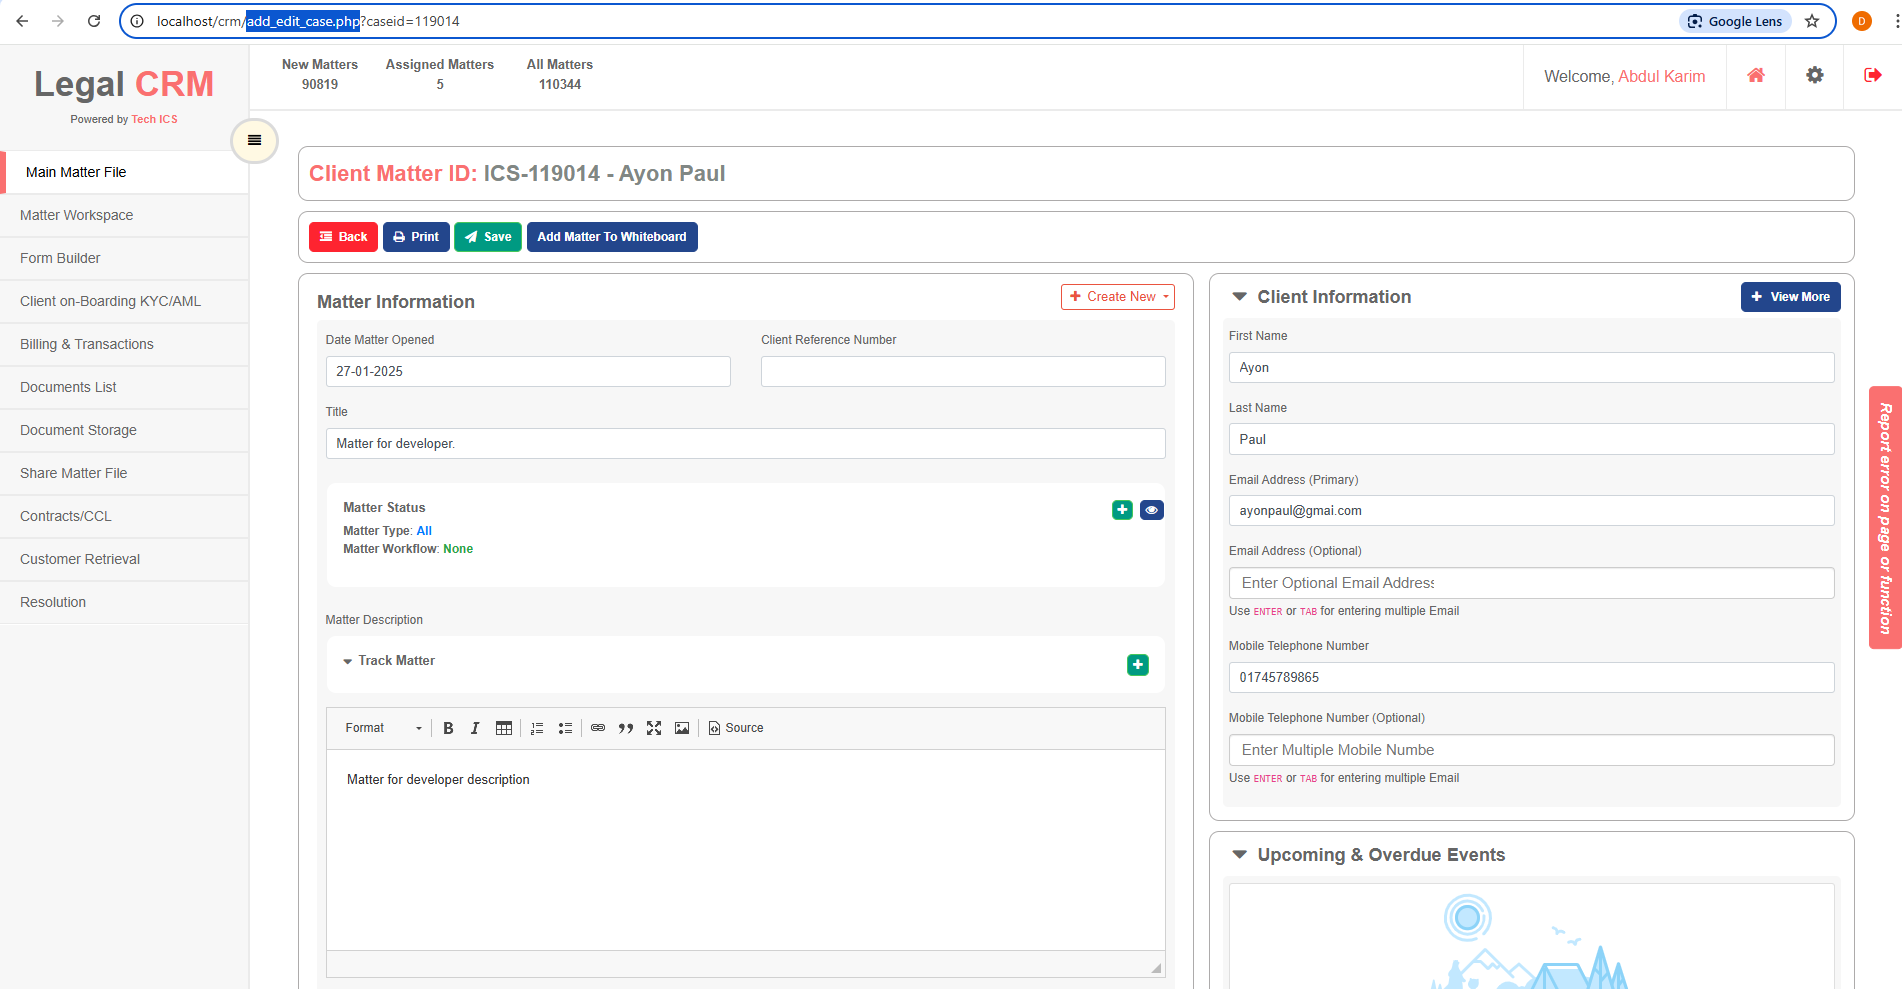 localhost/crm/add_edit_case.php?caseid=119014
Google Lens
D
Legal CRM
Powered by Tech ICS
New Matters
90819
Assigned Matters
5
All Matters
110344
Welcome, Abdul Karim
Main Matter File
Matter Workspace
Form Builder
Client on-Boarding KYC/AML
Billing & Transactions
Documents List
Document Storage
Share Matter File
Contracts/CCL
Customer Retrieval
Resolution
Client Matter ID: ICS-119014 - Ayon Paul
Back
Print
Save
Add Matter To Whiteboard
Matter Information
Create New
Date Matter Opened
27-01-2025
Client Reference Number
Title
Matter for developer.
Matter Status
Matter Type: All
Matter Workflow: None
Matter Description
Track Matter
Format
B
I
Source
Matter for developer description
Client Information
View More
First Name
Ayon
Last Name
Paul
Email Address (Primary)
ayonpaul@gmai.com
Email Address (Optional)
Enter Optional Email Address
Use ENTER or TAB for entering multiple Email
Mobile Telephone Number
01745789865
Mobile Telephone Number (Optional)
Enter Multiple Mobile Numbe
Use ENTER or TAB for entering multiple Email
Upcoming & Overdue Events
Report error on page or function